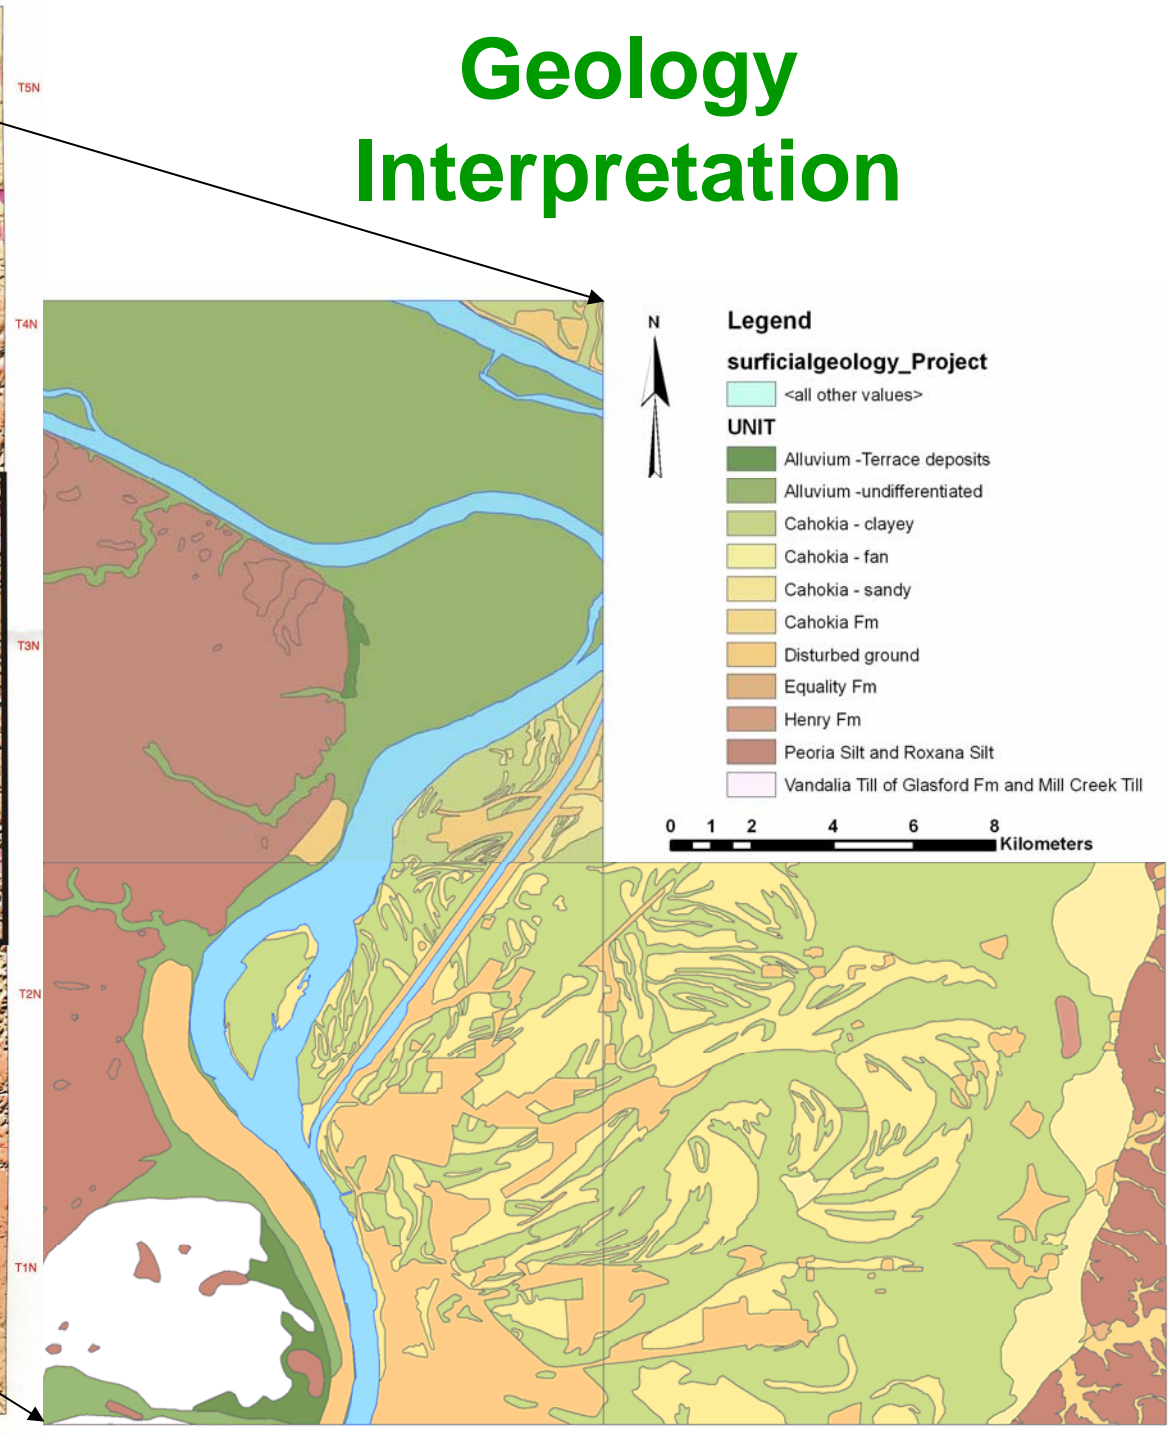 Geology
Interpretation
T5N
T4N
T3N
T2N
T1N
N
Legend
surficialgeology_Project
<all other values>
UNIT
Alluvium -Terrace deposits
Alluvium -undifferentiated
Cahokia - clayey
Cahokia - fan
Cahokia - sandy
Cahokia Fm
Disturbed ground
Equality Fm
Henry Fm
Peoria Silt and Roxana Silt
Vandalia Till of Glasford Fm and Mill Creek Till
0 1 2 4 6 8
Kilometers